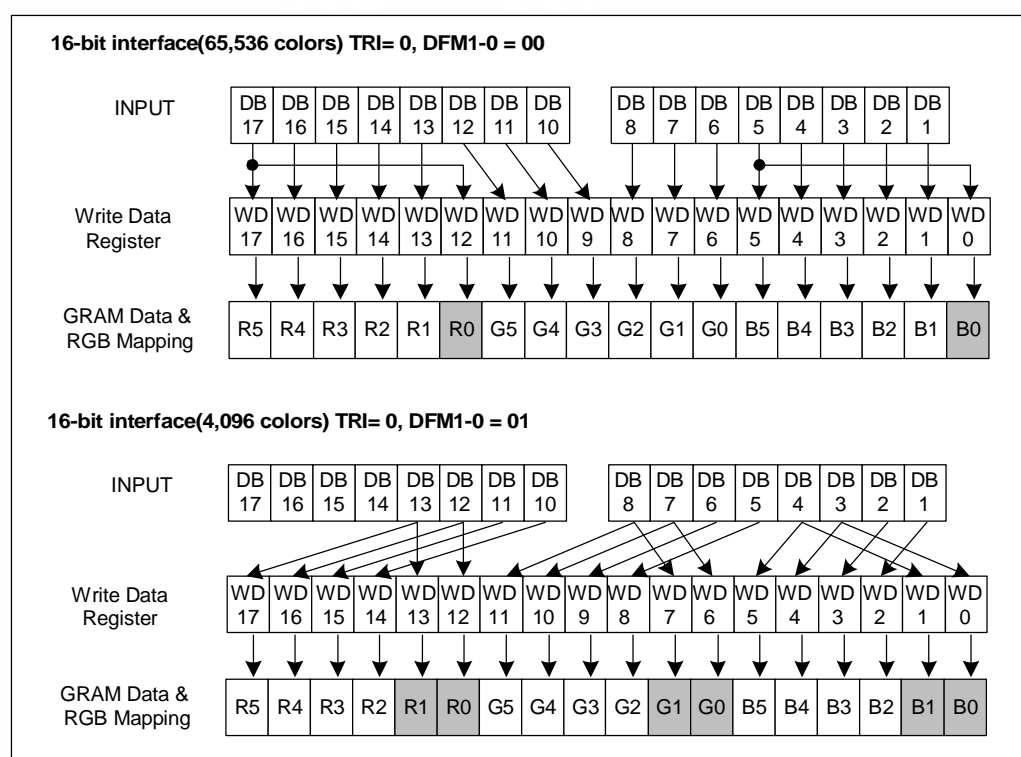 16-bit interface(65,536 colors) TRI= 0, DFM1-0 = 00
INPUT
DB 17 DB 16 DB 15 DB 14 DB 13 DB 12 DB 11 DB 10 DB 8 DB 7 DB 6 DB 5 DB 4 DB 3 DB 2 DB 1
Write Data
Register
WD 17 WD 16 WD 15 WD 14 WD 13 WD 12 WD 11 WD 10 WD 9 WD 8 WD 7 WD 6 WD 5 WD 4 WD 3 WD 2 WD 1 WD 0
GRAM Data &
RGB Mapping
R5 R4 R3 R2 R1 R0 G5 G4 G3 G2 G1 G0 B5 B4 B3 B2 B1 B0
16-bit interface(4,096 colors) TRI= 0, DFM1-0 = 01
INPUT
DB 17 DB 16 DB 15 DB 14 DB 13 DB 12 DB 11 DB 10 DB 8 DB 7 DB 6 DB 5 DB 4 DB 3 DB 2 DB 1
Write Data
Register
WD 17 WD 16 WD 15 WD 14 WD 13 WD 12 WD 11 WD 10 WD 9 WD 8 WD 7 WD 6 WD 5 WD 4 WD 3 WD 2 WD 1 WD 0
GRAM Data &
RGB Mapping
R5 R4 R3 R2 R1 R0 G5 G4 G3 G2 G1 G0 B5 B4 B3 B2 B1 B0